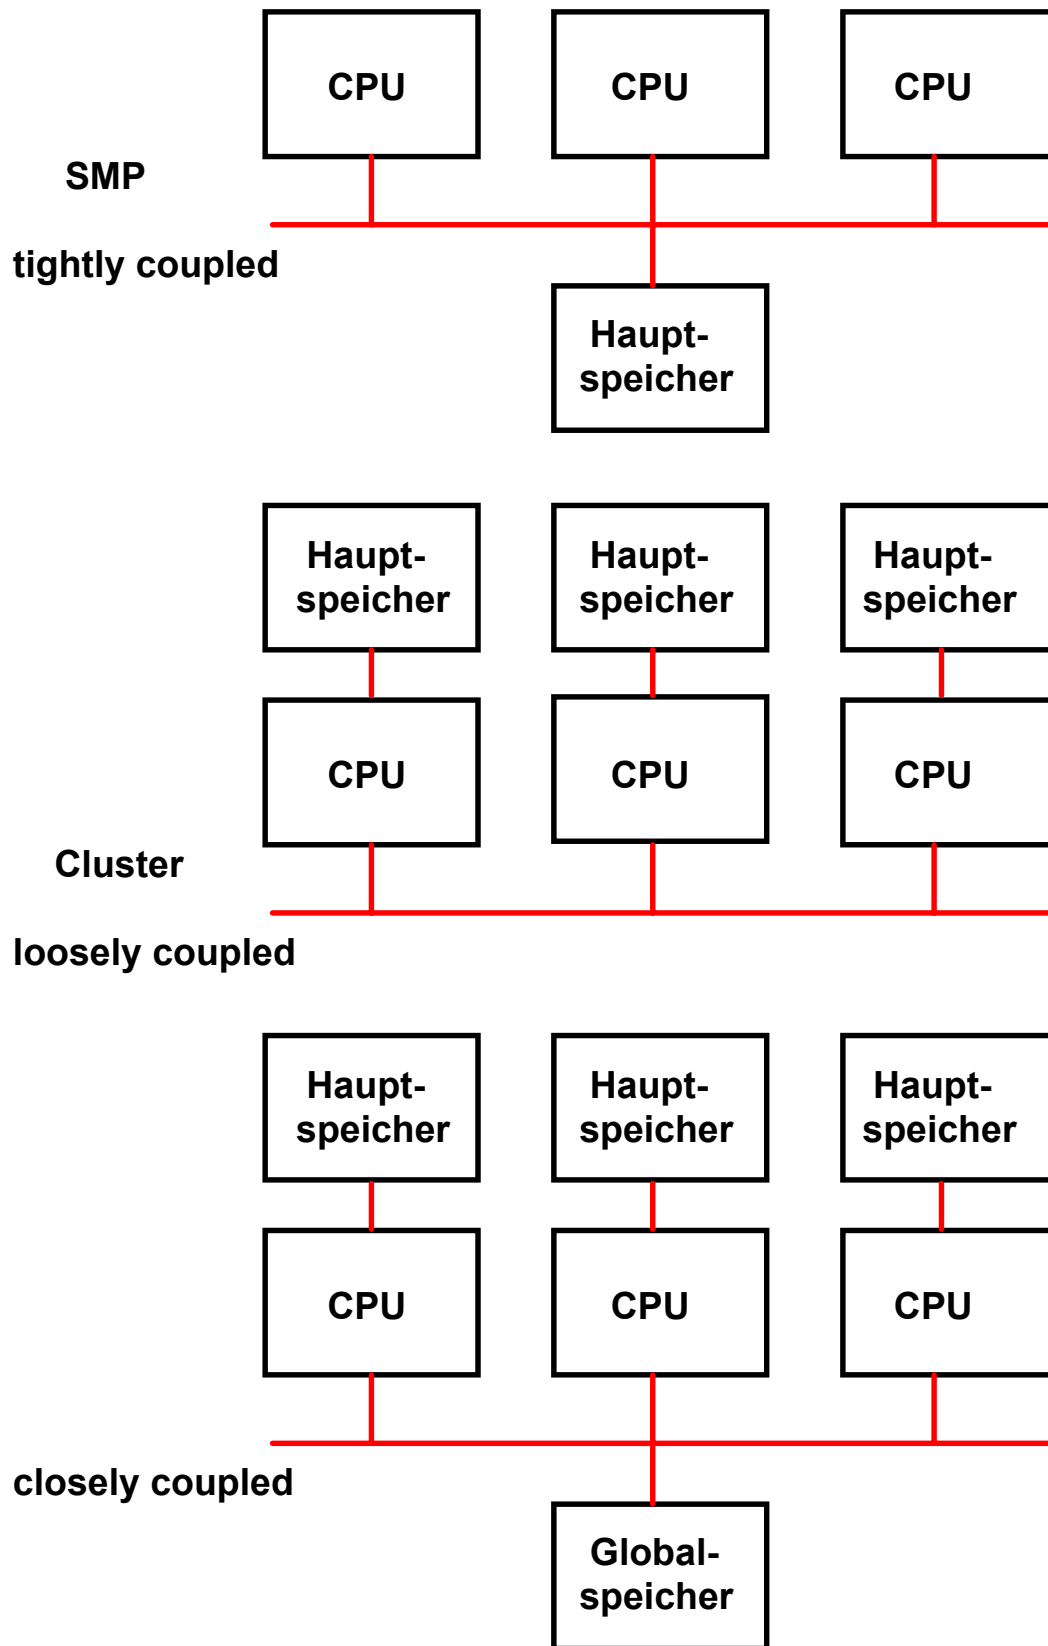 CPU CPU CPU
SMP
tightly coupled
Haupt-
speicher
Haupt- Haupt- Haupt-
speicher speicher speicher
CPU CPU CPU
Cluster
loosely coupled
Haupt- Haupt- Haupt-
speicher speicher speicher
CPU CPU CPU
closely coupled
Global-
speicher